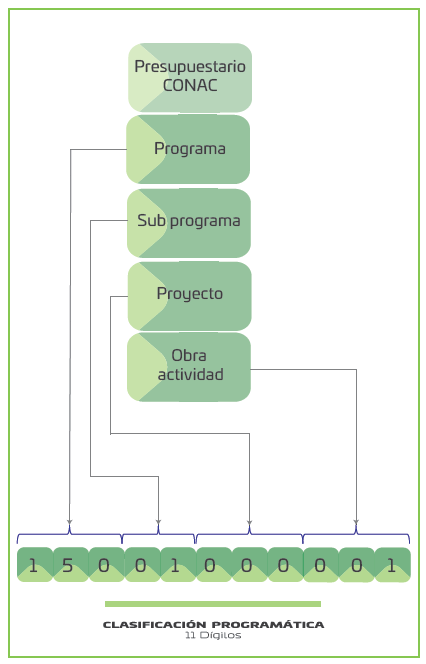 Presupuestario
CONAC
Programa
Sub programa
Proyecto
Obra
actividad
1 5 0 0 1 0 0 0 0 0 1
CLASIFICACIÓN PROGRAMÁTICA
11 Dígitos